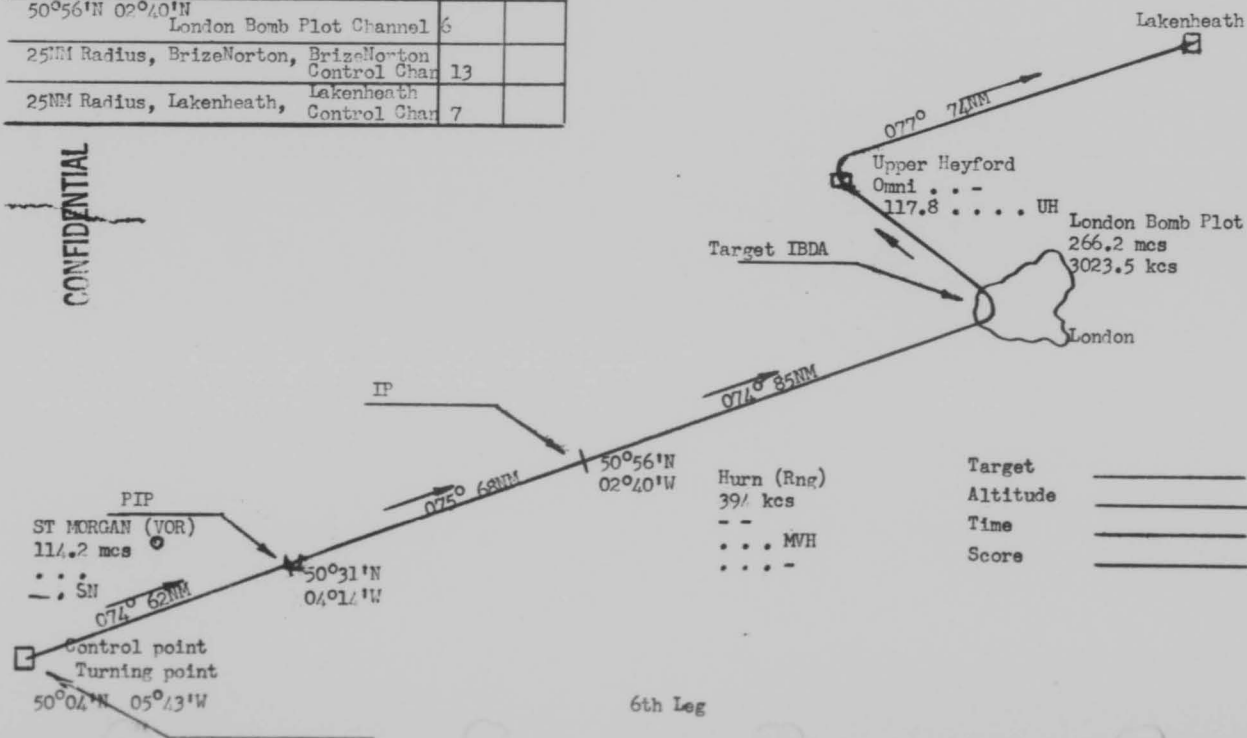 50°56'N 02°40'N
London Bomb Plot Channel 6
25NM Radius, BrizeNorton, BrizeNorton
Control Chan 13
25NM Radius, Lakenheath, Lakenheath
Control Chan 7
CONFIDENTIAL
Lakenheath
077° 74NM
Upper Heyford
Omni . . -
117.8 . . . . UH
London Bomb Plot
266.2 mcs
3023.5 kcs
Target IBDA
London
074° 85NM
IP
50°56'N
02°40'W
075° 68NM
Hurn (Rng)
394 kcs
- -
. . . MVH
. . . -
Target
Altitude
Time
Score
PIP
ST MORGAN (VOR)
114.2 mcs
. . .
- . SN
50°31'N
04°14'W
074° 62NM
Control point
Turning point
50°04'N 05°43'W
6th Leg